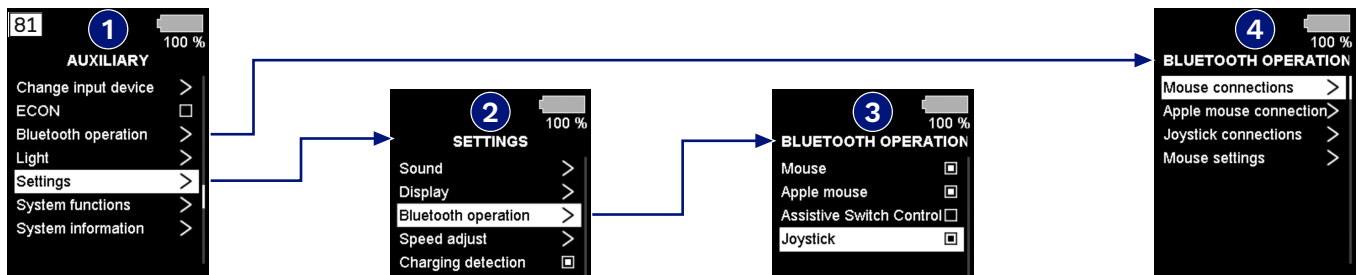 81
1
100 %
AUXILIARY
Change input device >
ECON
Bluetooth operation >
Light >
Settings >
System functions >
System information >
2
100 %
SETTINGS
Sound >
Display >
Bluetooth operation >
Speed adjust >
Charging detection
3
100 %
BLUETOOTH OPERATION
Mouse
Apple mouse
Assistive Switch Control
Joystick
4
100 %
BLUETOOTH OPERATION
Mouse connections >
Apple mouse connection>
Joystick connections >
Mouse settings >